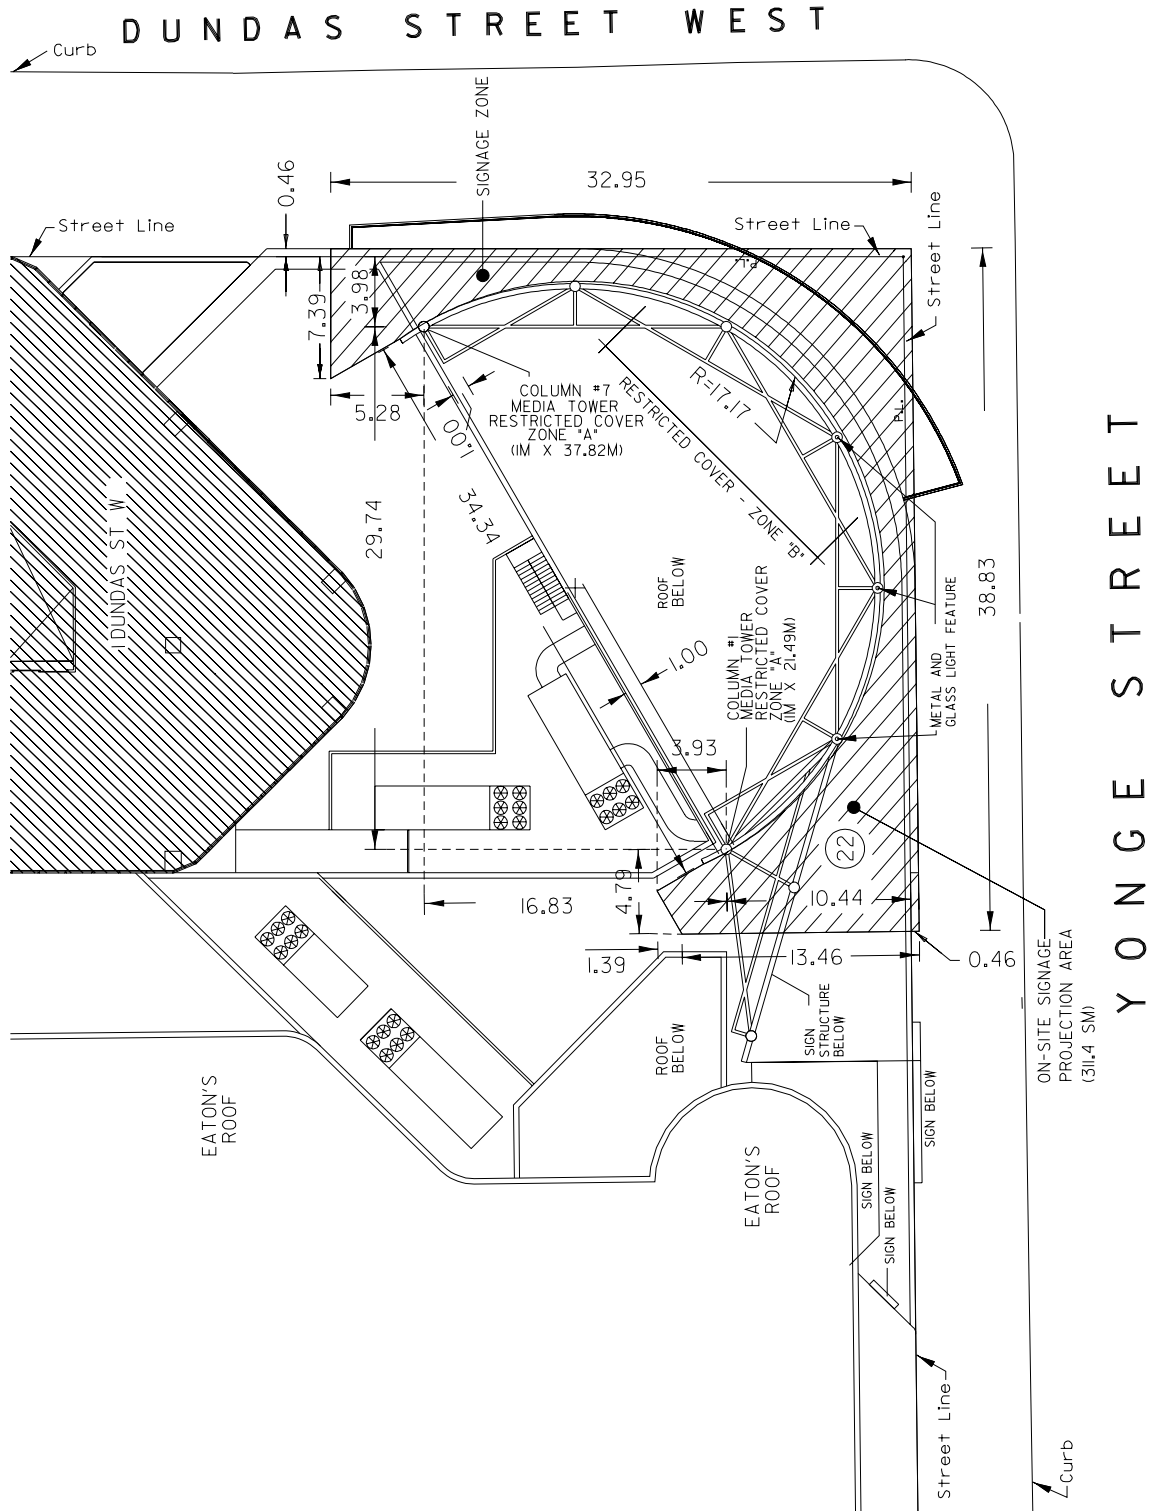 DUNDAS STREET WEST
Curb
SIGNAGE ZONE
0.46
32.95
Street Line
Street Line
Street Line
P.L.
7.39
3.98
5.28
COLUMN #7
MEDIA TOWER
RESTRICTED COVER
ZONE "A"
(1M X 37.82M)
1.00
R=17.17
RESTRICTED COVER - ZONE "B"
P.L.
34.34
29.74
1 DUNDAS ST W
ROOF
BELOW
38.83
METAL AND
GLASS LIGHT FEATURE
COLUMN #1
MEDIA TOWER
RESTRICTED COVER
ZONE "A"
(1M X 21.49M)
1.00
3.93
YONGE STREET
22
16.83
4.79
10.44
1.39
13.46
0.46
ON-SITE SIGNAGE
PROJECTION AREA
(311.4 SM)
SIGN
STRUCTURE
BELOW
ROOF
BELOW
EATON'S
ROOF
EATON'S
ROOF
SIGN BELOW
SIGN BELOW
SIGN BELOW
Street Line
Curb